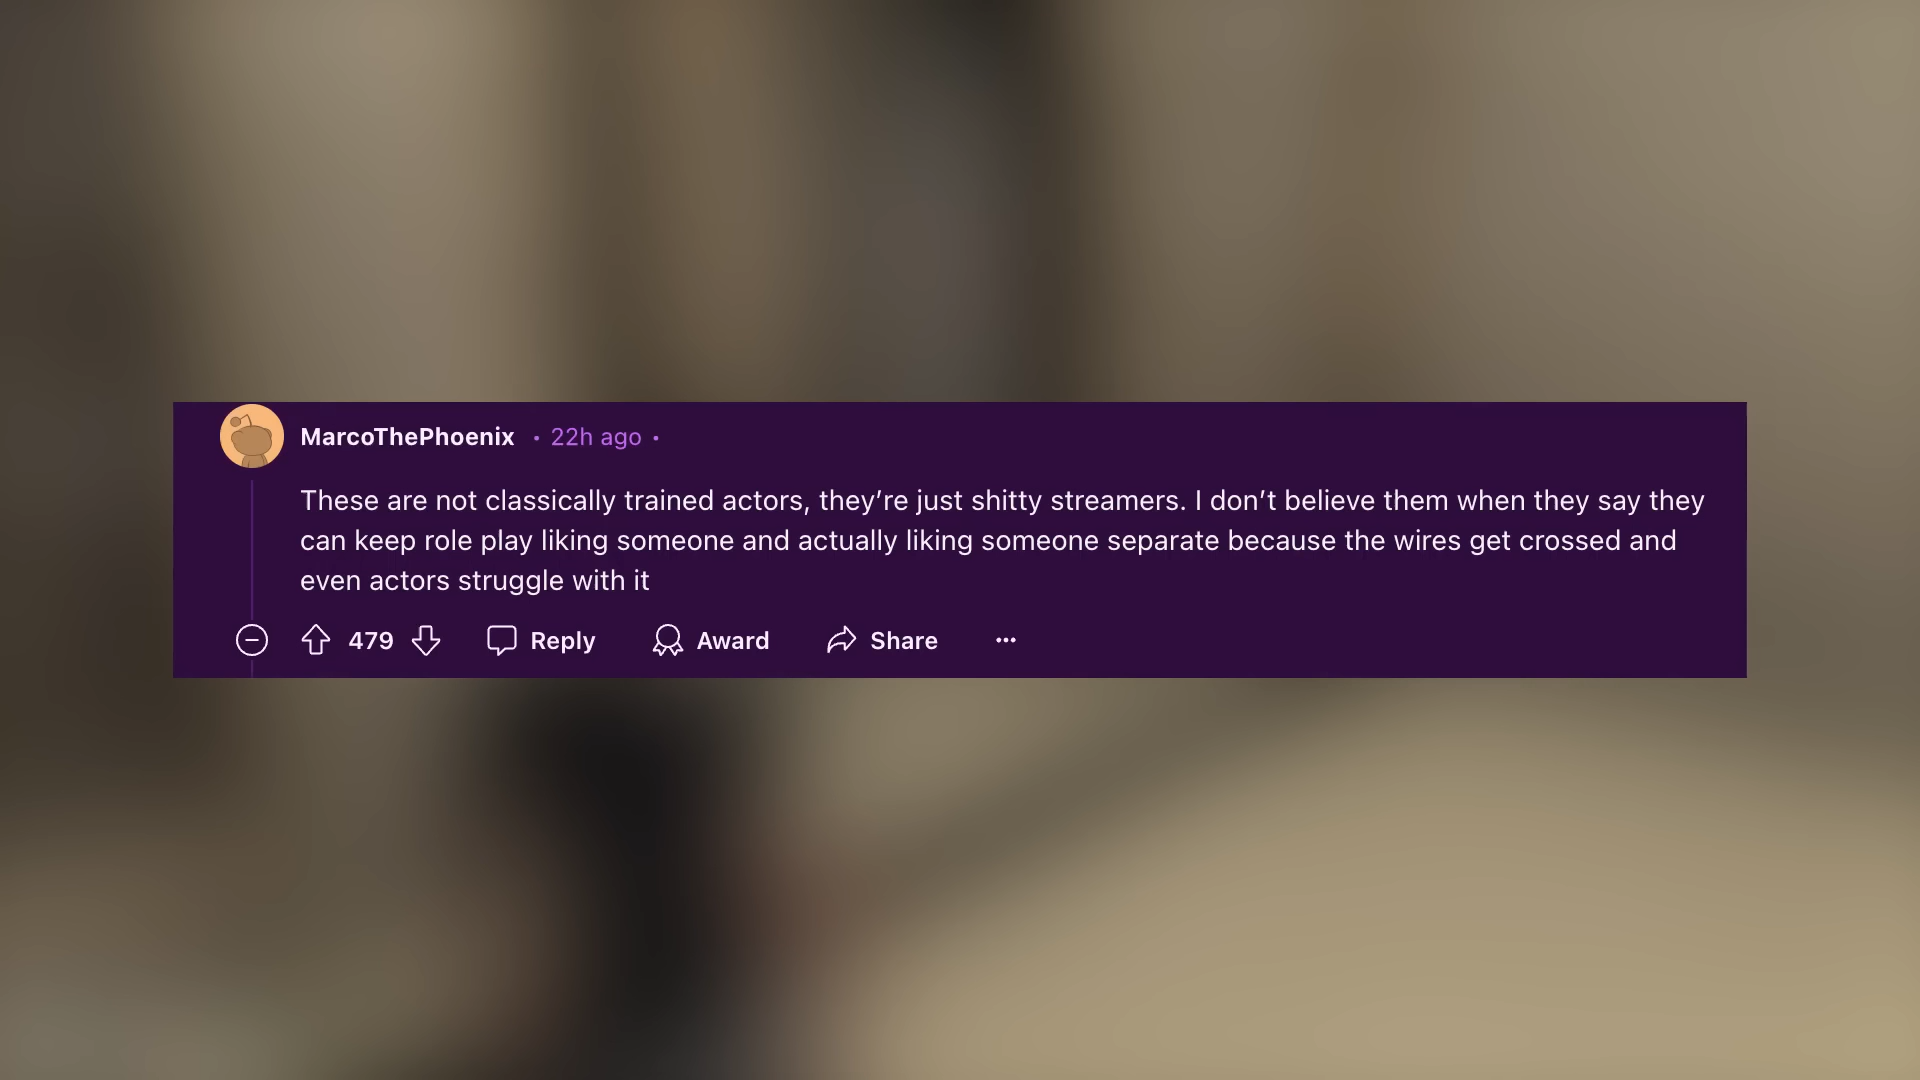 MarcoThePhoenix • 22h ago •
These are not classically trained actors, they’re just shitty streamers. I don’t believe them when they say they
can keep role play liking someone and actually liking someone separate because the wires get crossed and
even actors struggle with it
479 Reply Award Share ...